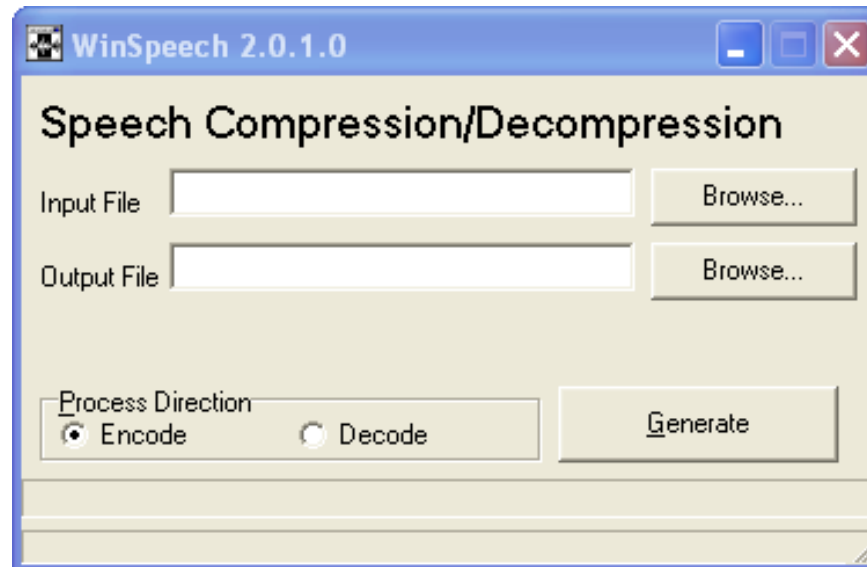 WinSpeech 2.0.1.0
Speech Compression/Decompression
Input File Browse...
Output File Browse...
Process Direction
Encode Decode Generate